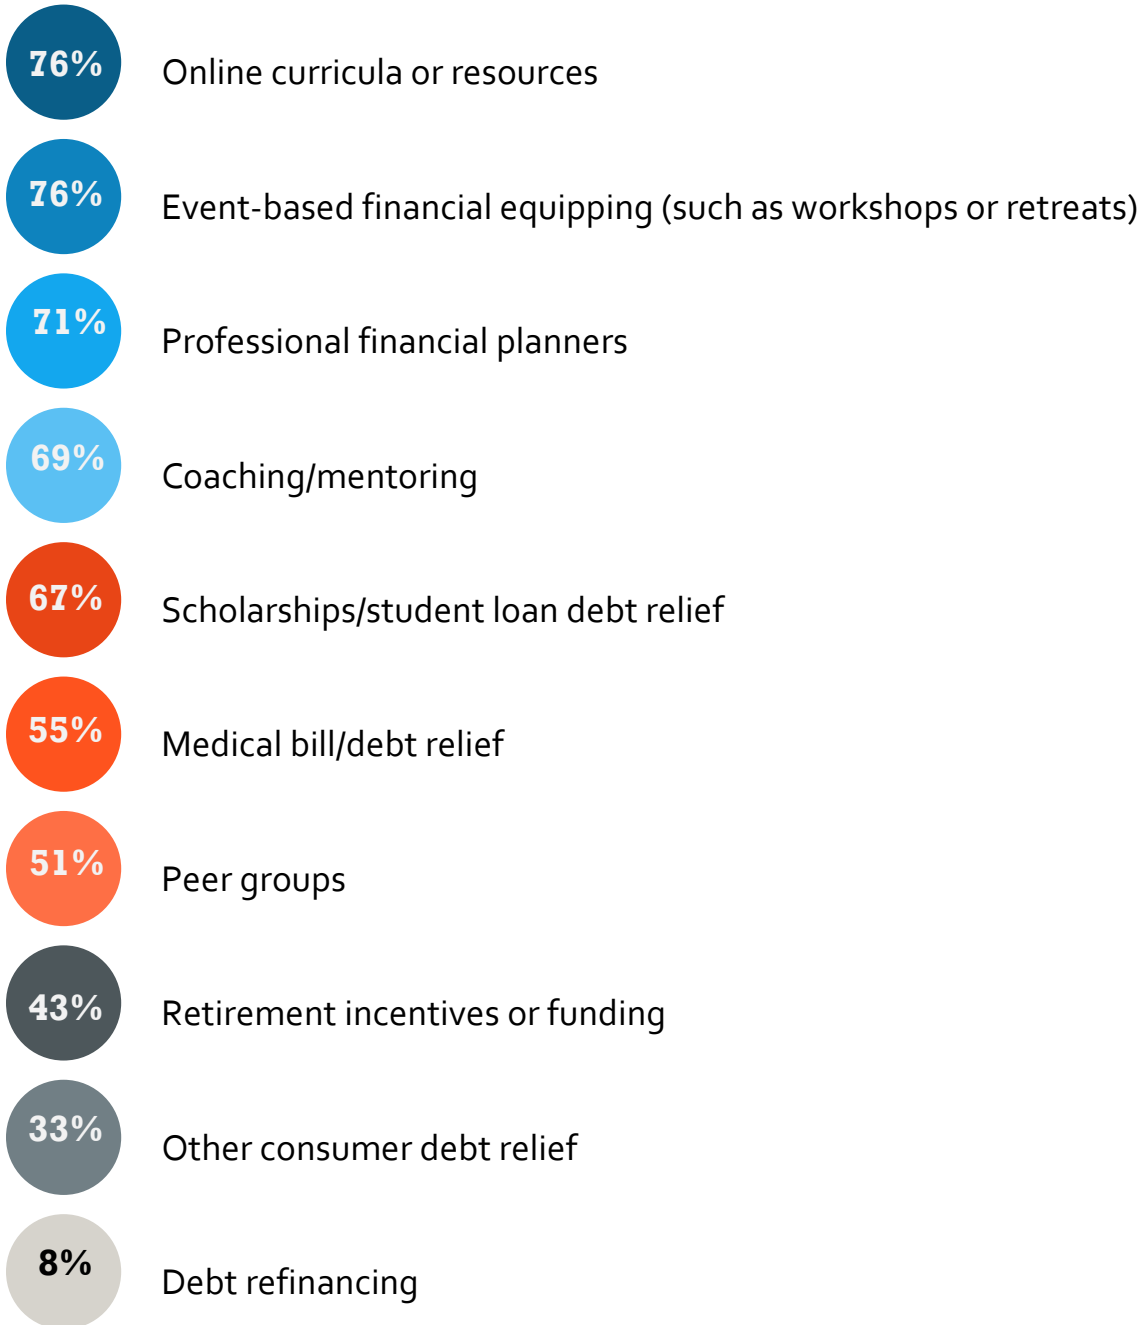 76% Online curricula or resources
76% Event-based financial equipping (such as workshops or retreats)
71% Professional financial planners
69% Coaching/mentoring
67% Scholarships/student loan debt relief
55% Medical bill/debt relief
51% Peer groups
43% Retirement incentives or funding
33% Other consumer debt relief
8% Debt refinancing